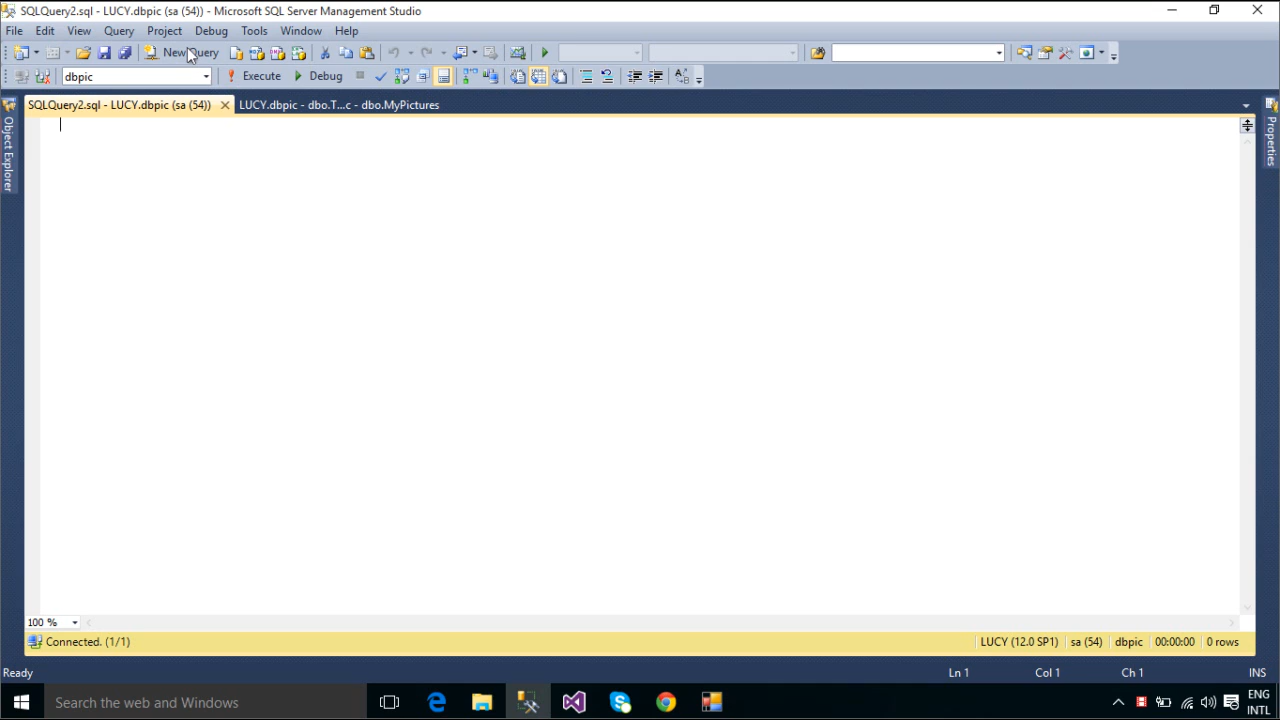 SQLQuery2.sql - LUCY.dbpic (sa (54)) - Microsoft SQL Server Management Studio
File Edit View Query Project Debug Tools Window Help
New Query
dbpic Execute Debug
SQLQuery2.sql - LUCY.dbpic (sa (54)) LUCY.dbpic - dbo.T...c - dbo.MyPictures
Object Explorer
Properties
100 %
Connected. (1/1) LUCY (12.0 SP1) sa (54) dbpic 00:00:00 0 rows
Ready Ln 1 Col 1 Ch 1 INS
Search the web and Windows
ENG
INTL